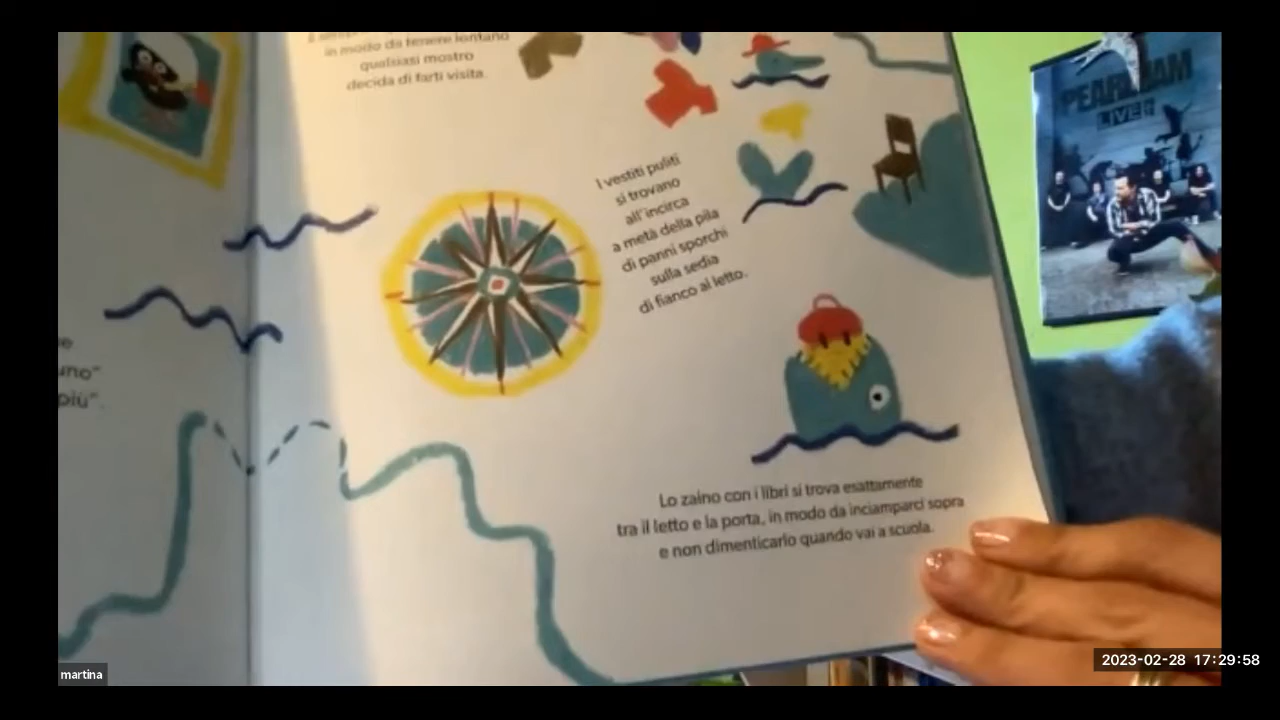 in modo da tenere lontano
qualsiasi mostro
decida di farti visita.
I vestiti puliti
si trovano
all'incirca
a metà della pila
di panni sporchi
sulla sedia
di fianco al letto.
uno"
più".
Lo zaino con i libri si trova esattamente
tra il letto e la porta, in modo da inciamparci sopra
e non dimenticarlo quando vai a scuola.
PEARL JAM
LIVE
martina
2023-02-28 17:29:58